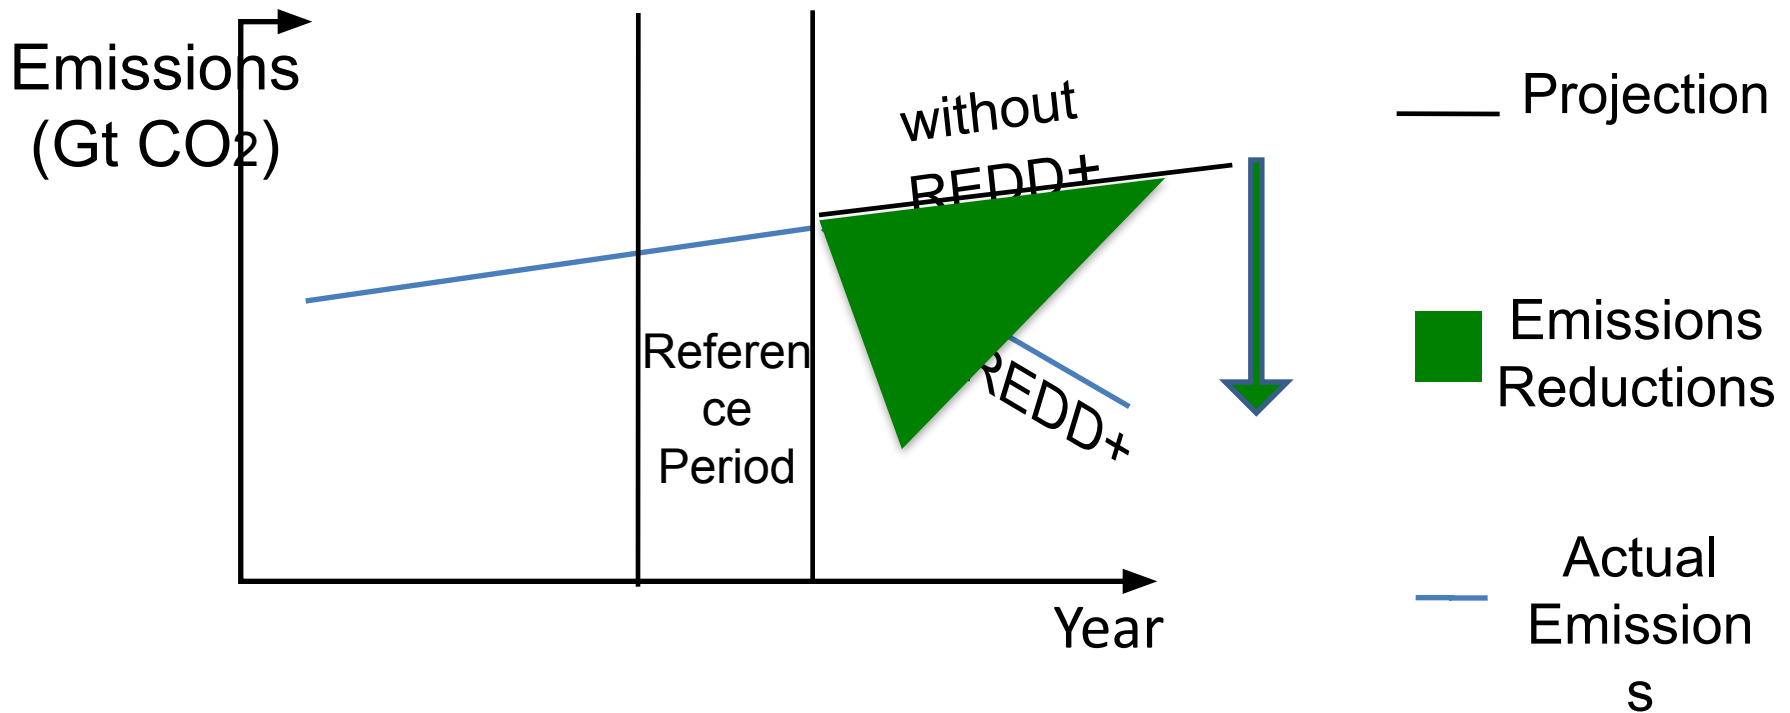 Emissions
(Gt CO2)
without
REDD+
Projection
Emissions
Reductions
Referen
ce
Period
REDD+
Actual
Emission
s
Year